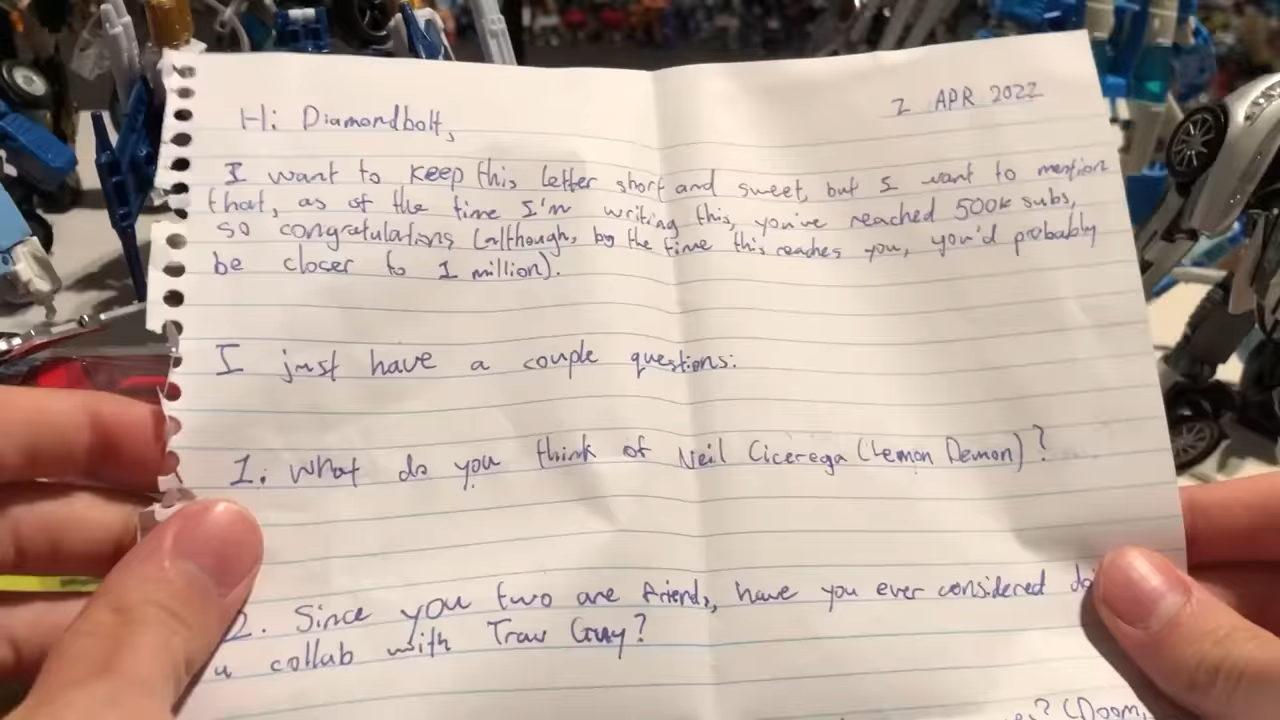 2 APR 2022
Hi Diamondbolt,
I want to keep this letter short and sweet, but I want to mention
that, as of the time I'm writing this, you've reached 500k subs,
so congratulations (although, by the time this reaches you, you'd probably
be closer to 1 million).
I just have a couple questions:
1. What do you think of Neil Cicerega (Lemon Demon)?
2. Since you two are friends, have you ever considered
a collab with Trav Guy?
(Doom,